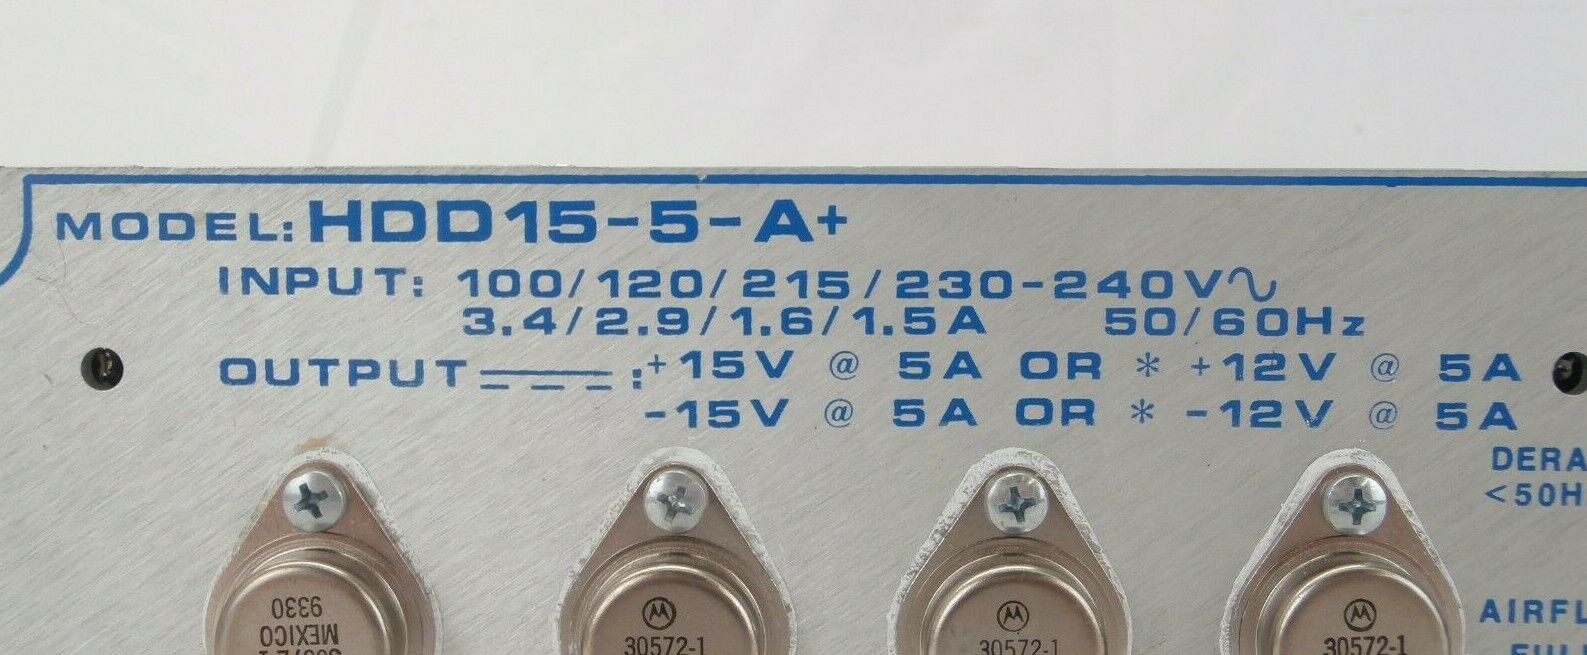 MODEL: HDD15-5-A+
INPUT: 100/120/215/230-240V∿
3.4/2.9/1.6/1.5A 50/60Hz
OUTPUT⎓: +15V @ 5A OR * +12V @ 5A
-15V @ 5A OR * -12V @ 5A
<50H
9330
MEXICO
30572-1
30572-1
30572-1